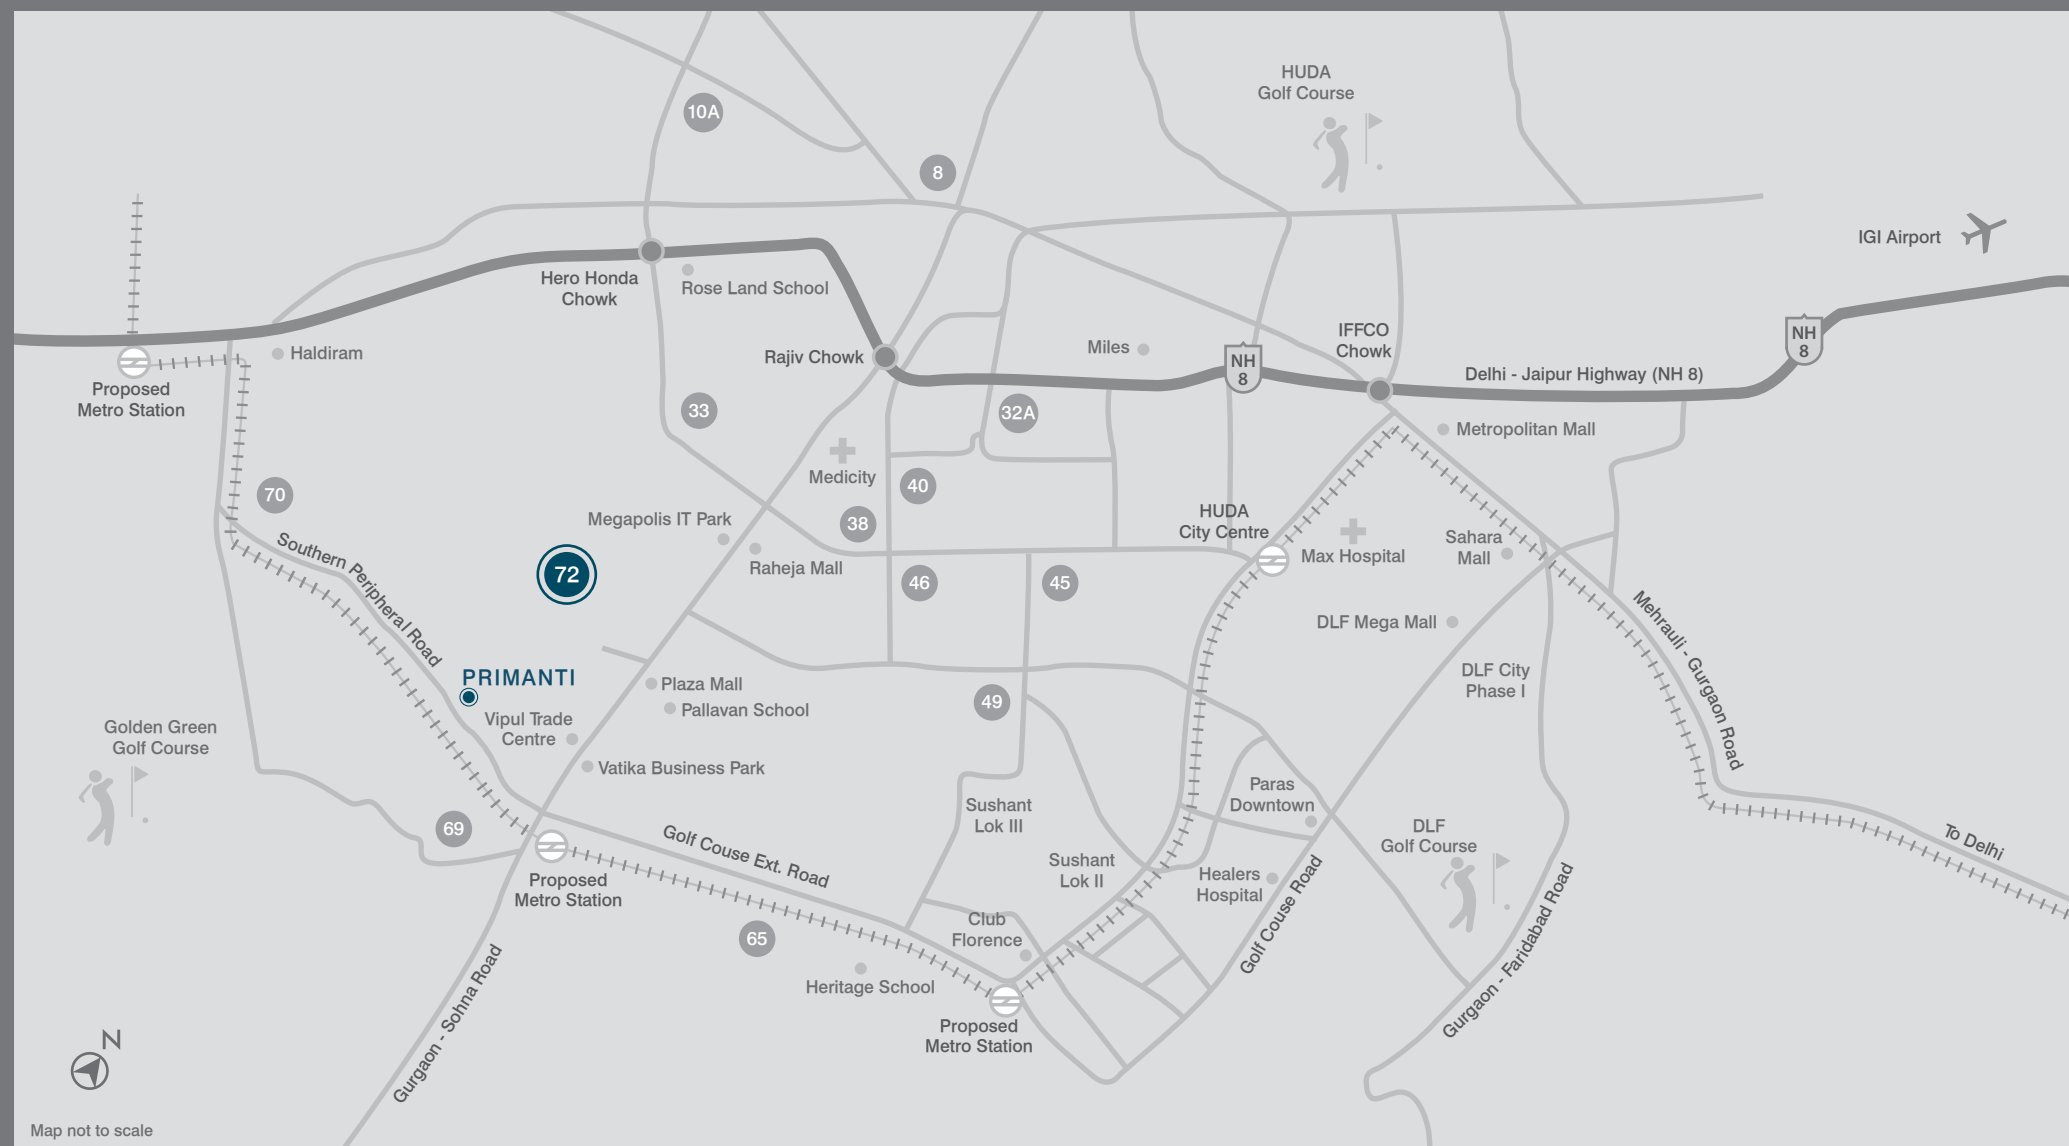 HUDA
Golf Course
10A
8
IGI Airport
Hero Honda
Chowk
Rose Land School
IFFCO
Chowk
NH
8
Haldiram
Rajiv Chowk
Miles
NH
8
Delhi - Jaipur Highway (NH 8)
Proposed
Metro Station
33
32A
Metropolitan Mall
Medicity
40
70
38
HUDA
City Centre
Megapolis IT Park
Max Hospital
Sahara
Mall
Southern Peripheral Road
72
Raheja Mall
46
45
DLF Mega Mall
Mehrauli - Gurgaon Road
PRIMANTI
Plaza Mall
DLF City
Phase I
49
Pallavan School
Vipul Trade
Centre
Golden Green
Golf Course
Vatika Business Park
Paras
Downtown
Sushant
Lok III
69
DLF
Golf Course
To Delhi
Golf Couse Ext. Road
Sushant
Lok II
Proposed
Metro Station
Healers
Hospital
Golf Couse Road
Gurgaon - Faridabad Road
65
Club
Florence
Heritage School
Gurgaon - Sohna Road
Proposed
Metro Station
N
Map not to scale